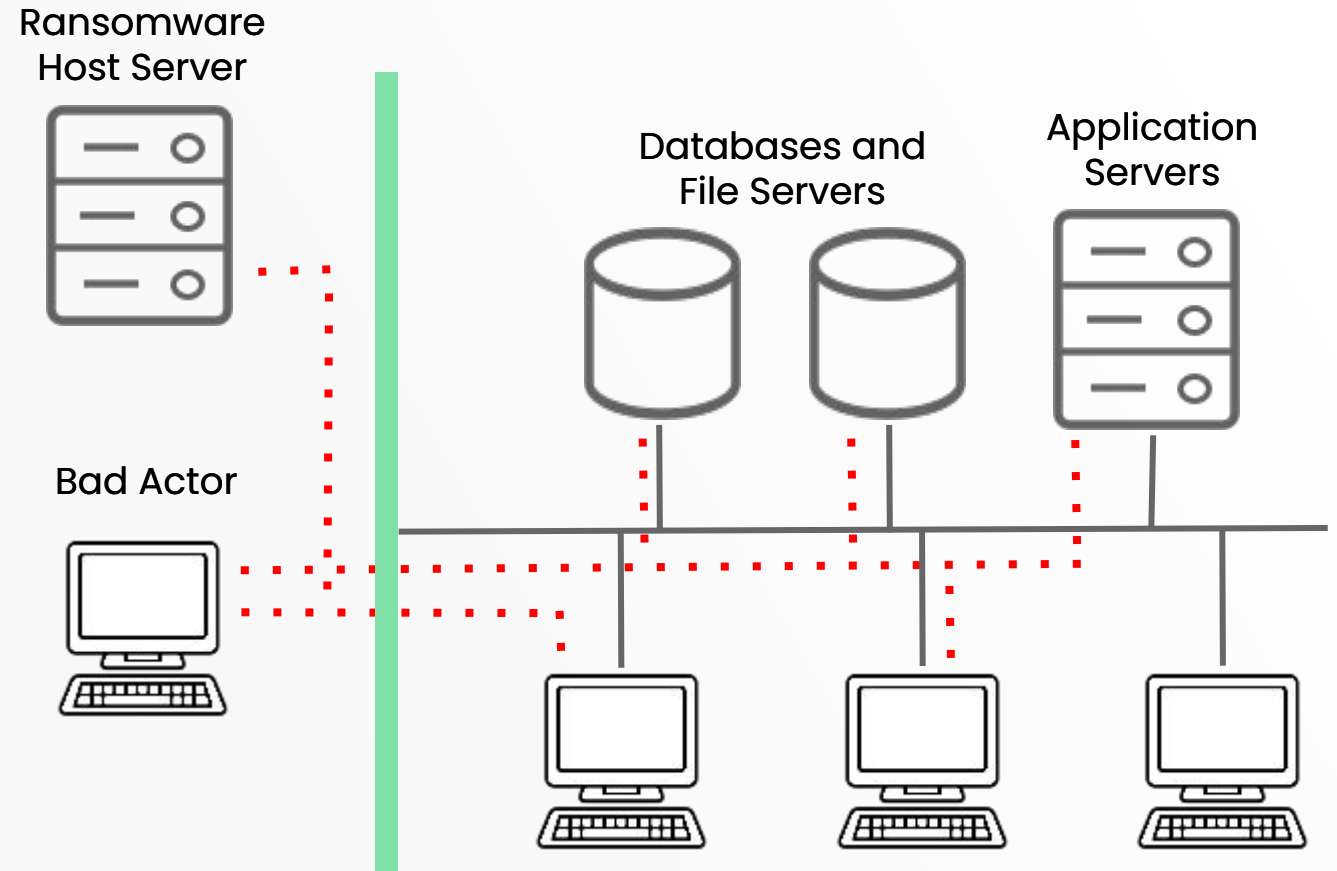 Ransomware
Host Server
Databases and
File Servers
Application
Servers
Bad Actor